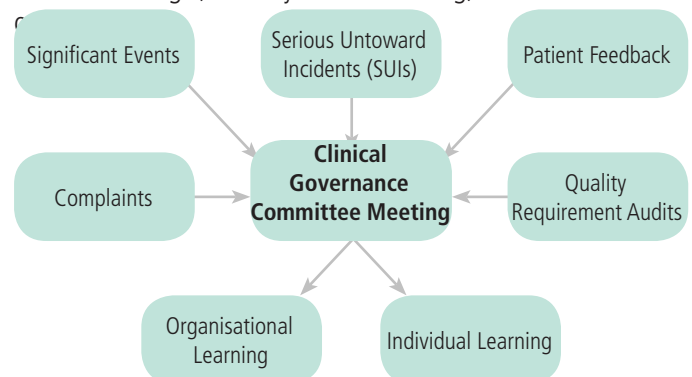 Significant Events
Serious Untoward
Incidents (SUIs)
Patient Feedback
Complaints
Clinical
Governance
Committee Meeting
Quality
Requirement Audits
Organisational
Learning
Individual Learning